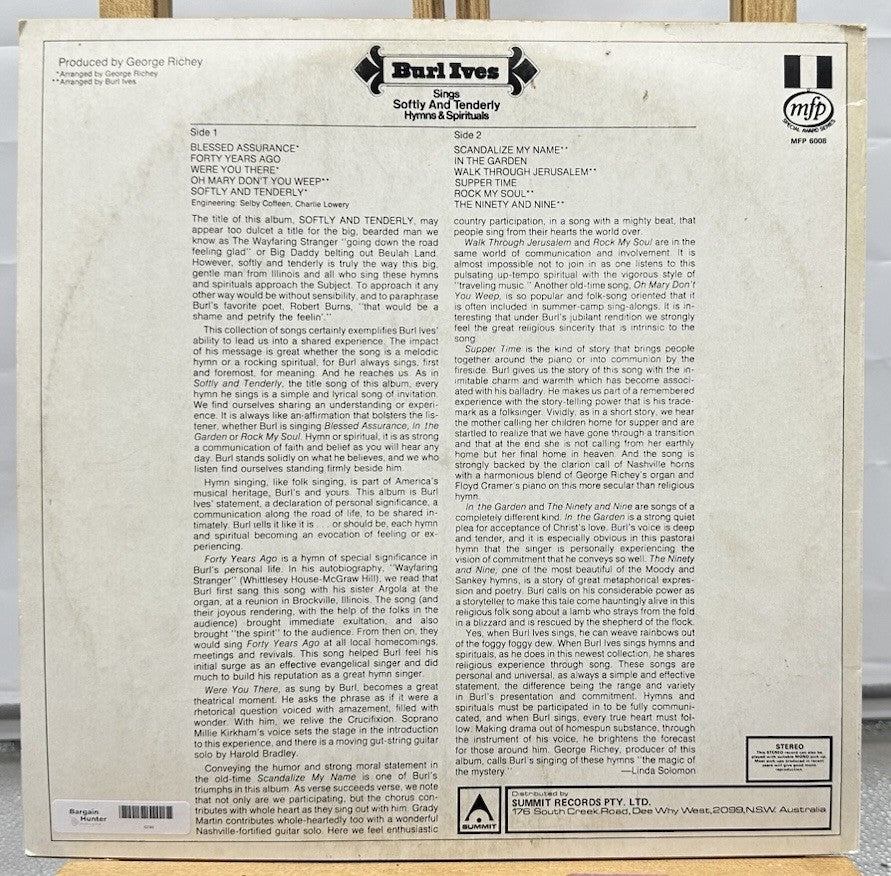 Produced by George Richey
*Arranged by George Richey
**Arranged by Burl Ives
Burl Ives
Sings
Softly And Tenderly
Hymns & Spirituals
mfp
SPECIAL AWARD SERIES
MFP 6008
Side 1
BLESSED ASSURANCE*
FORTY YEARS AGO
WERE YOU THERE*
OH MARY DON'T YOU WEEP**
SOFTLY AND TENDERLY*
Engineering: Selby Coffeen, Charlie Lowery
The title of this album, SOFTLY AND TENDERLY, may
appear too dulcet a title for the big, bearded man we
know as The Wayfaring Stranger "going down the road
feeling glad" or Big Daddy belting out Beulah Land.
However, softly and tenderly is truly the way this big,
gentle man from Illinois and all who sing these hymns
and spirituals approach the Subject. To approach it any
other way would be without sensibility, and to paraphrase
Burl's favorite poet, Robert Burns, "that would be a
shame and petrify the feelin'."
This collection of songs certainly exemplifies Burl Ives'
ability to lead us into a shared experience. The impact
of his message is great whether the song is a melodic
hymn or a rocking spiritual, for Burl always sings, first
and foremost, for meaning. And he reaches us. As in
Softly and Tenderly, the title song of this album, every
hymn he sings is a simple and lyrical song of invitation.
We find ourselves sharing an understanding or experi-
ence. It is always like an affirmation that bolsters the lis-
tener, whether Burl is singing Blessed Assurance, In the
Garden or Rock My Soul. Hymn or spiritual, it is as strong
a communication of faith and belief as you will hear any
day. Burl stands solidly on what he believes, and we who
listen find ourselves standing firmly beside him.
Hymn singing, like folk singing, is part of America's
musical heritage, Burl's and yours. This album is Burl
Ives' statement, a declaration of personal significance, a
communication along the road of life, to be shared in-
timately. Burl tells it like it is . . . or should be, each hymn
and spiritual becoming an evocation of feeling or ex-
periencing.
Forty Years Ago is a hymn of special significance in
Burl's personal life. In his autobiography, "Wayfaring
Stranger" (Whittlesey House-McGraw Hill), we read that
Burl first sang this song with his sister Argola at the
organ, at a reunion in Brockville, Illinois. The song (and
their joyous rendering, with the help of the folks in the
audience) brought immediate exultation, and also
brought "the spirit" to the audience. From then on, they
would sing Forty Years Ago at all local homecomings,
meetings and revivals. This song helped Burl feel his
initial surge as an effective evangelical singer and did
much to build his reputation as a great hymn singer.
Were You There, as sung by Burl, becomes a great
theatrical moment. He asks the phrase as if it were a
rhetorical question voiced with amazement, filled with
wonder. With him, we relive the Crucifixion. Soprano
Millie Kirkham's voice sets the stage in the introduction
to this experience, and there is a moving gut-string guitar
solo by Harold Bradley.
Conveying the humor and strong moral statement in
the old-time Scandalize My Name is one of Burl's
triumphs in this album. As verse succeeds verse, we note
that not only are we participating, but the chorus con-
tributes with whole heart as they sing out with him. Grady
Martin contributes whole-heartedly too with a wonderful
Nashville-fortified guitar solo. Here we feel enthusiastic
Side 2
SCANDALIZE MY NAME**
IN THE GARDEN
WALK THROUGH JERUSALEM**
SUPPER TIME
ROCK MY SOUL**
THE NINETY AND NINE**
country participation, in a song with a mighty beat, that
people sing from their hearts the world over.
Walk Through Jerusalem and Rock My Soul are in the
same world of communication and involvement. It is
almost impossible not to join in as one listens to this
pulsating up-tempo spiritual with the vigorous style of
"traveling music." Another old-time song, Oh Mary Don't
You Weep, is so popular and folk-song oriented that it
is often included in summer-camp sing-alongs. It is in-
teresting that under Burl's jubilant rendition we strongly
feel the great religious sincerity that is intrinsic to the
song.
Supper Time is the kind of story that brings people
together around the piano or into communion by the
fireside. Burl gives us the story of this song with the in-
imitable charm and warmth which has become associ-
ated with his balladry. He makes us part of a remembered
experience with the story-telling power that is his trade-
mark as a folksinger. Vividly, as in a short story, we hear
the mother calling her children home for supper and are
startled to realize that we have gone through a transition
and that at the end she is not calling from her earthly
home but her final home in heaven. And the song is
strongly backed by the clarion call of Nashville horns
with a harmonious blend of George Richey's organ and
Floyd Cramer's piano on this more secular than religious
hymn.
In the Garden and The Ninety and Nine are songs of a
completely different kind. In the Garden is a strong quiet
plea for acceptance of Christ's love. Burl's voice is deep
and tender, and it is especially obvious in this pastoral
hymn that the singer is personally experiencing the
vision of commitment that he conveys so well. The Ninety
and Nine, one of the most beautiful of the Moody and
Sankey hymns, is a story of great metaphorical expres-
sion and poetry. Burl calls on his considerable power as
a storyteller to make this tale come hauntingly alive in this
religious folk song about a lamb who strays from the fold
in a blizzard and is rescued by the shepherd of the flock.
Yes, when Burl Ives sings, he can weave rainbows out
of the foggy foggy dew. When Burl Ives sings hymns and
spirituals, as he does in this newest collection, he shares
religious experience through song. These songs are
personal and universal, as always a simple and effective
statement, the difference being the range and variety
in Burl's presentation and commitment. Hymns and
spirituals must be participated in to be fully communi-
cated, and when Burl sings, every true heart must fol-
low. Making drama out of homespun substance, through
the instrument of his voice, he brightens the forecast
for those around him. George Richey, producer of this
album, calls Burl's singing of these hymns "the magic of
the mystery."
—Linda Solomon
STEREO
This STEREO record can also be
played with suitable MONO pick up.
Most pick ups produced in recent
years will give good mono
reproduction.
SUMMIT
Distributed by
SUMMIT RECORDS PTY. LTD.
176 South Creek Road, Dee Why West, 2099, N.S.W. Australia
Bargain
Hunter